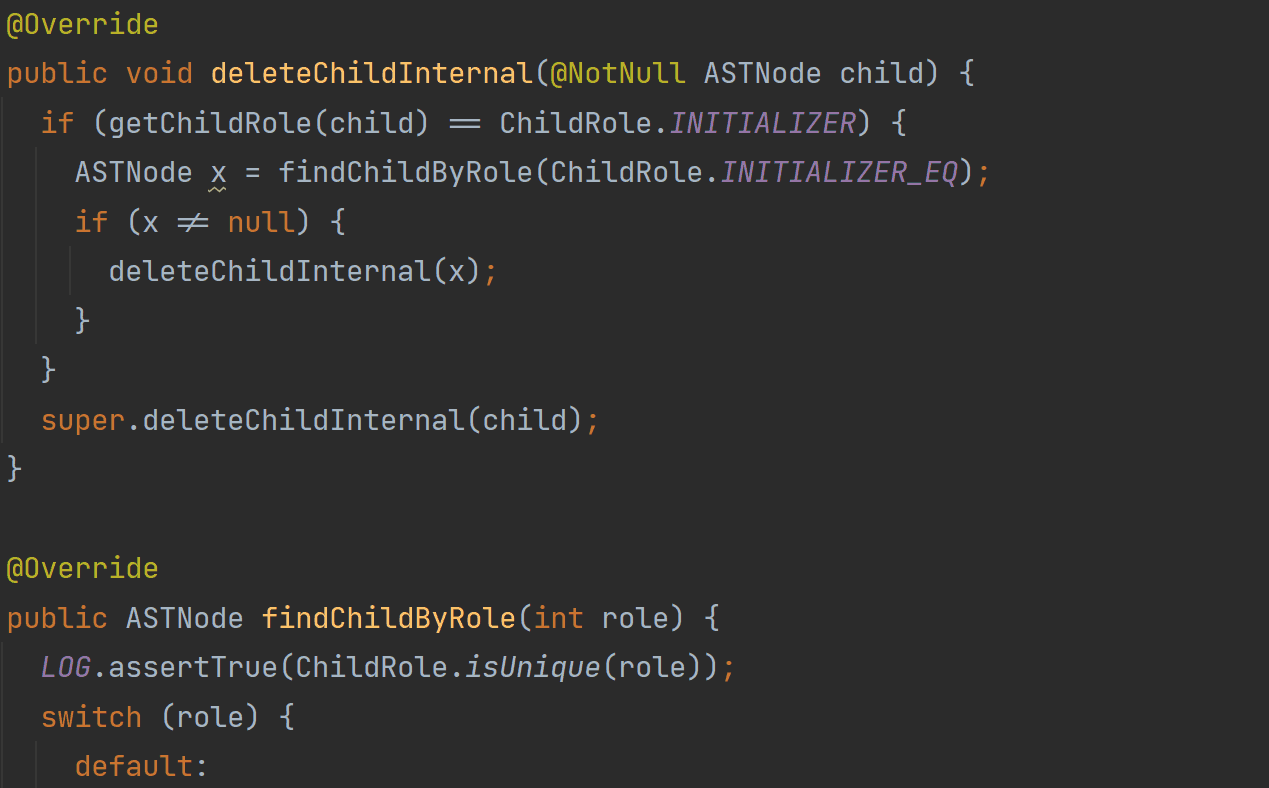 @Override
public void deleteChildInternal(@NotNull ASTNode child) {
if (getChildRole(child) == ChildRole.INITIALIZER) {
ASTNode x = findChildByRole(ChildRole.INITIALIZER_EQ);
if (x != null) {
deleteChildInternal(x);
}
}
super.deleteChildInternal(child);
}
@Override
public ASTNode findChildByRole(int role) {
LOG.assertTrue(ChildRole.isUnique(role));
switch (role) {
default: